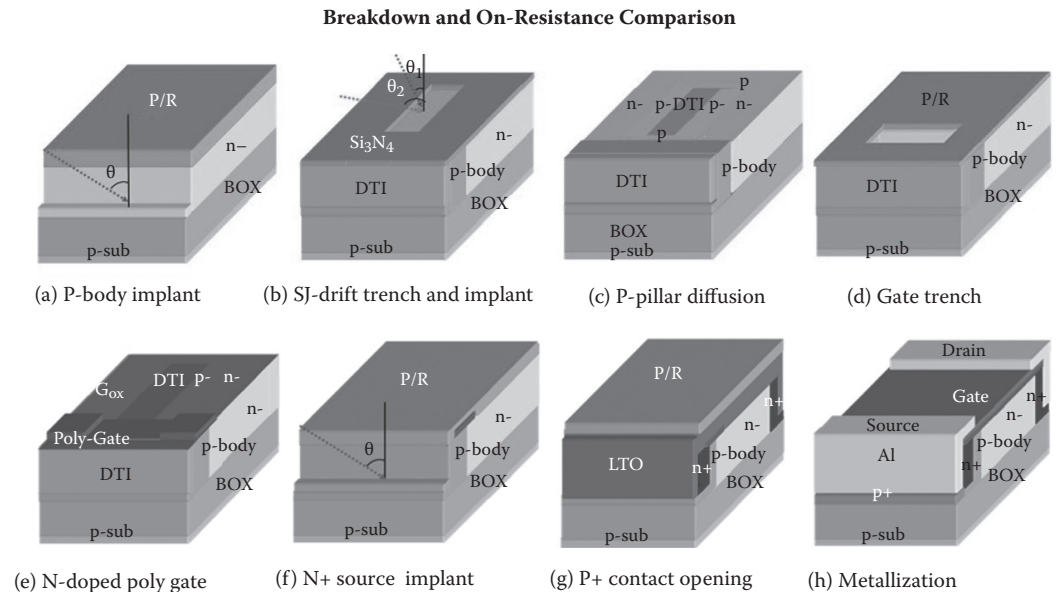 Breakdown and On-Resistance Comparison
P/R
θ
n–
BOX
p-sub
(a) P-body implant
θ1
θ2
Si3N4
n-
p-body
DTI
BOX
p-sub
(b) SJ-drift trench and implant
p
n- p- DTI p- n-
p
p-body
DTI
BOX
p-sub
(c) P-pillar diffusion
P/R
n-
p-body
DTI
BOX
p-sub
(d) Gate trench
Gox
DTI p- n-
n-
Poly-Gate
p-body
DTI
BOX
p-sub
(e) N-doped poly gate
P/R
n-
θ
p-body
BOX
p-sub
(f) N+ source implant
P/R
n+
n-
p-body
LTO
n+
BOX
p-sub
(g) P+ contact opening
Drain
Gate
n+
n-
Source
p-body
Al
n+
BOX
p+
p-sub
(h) Metallization